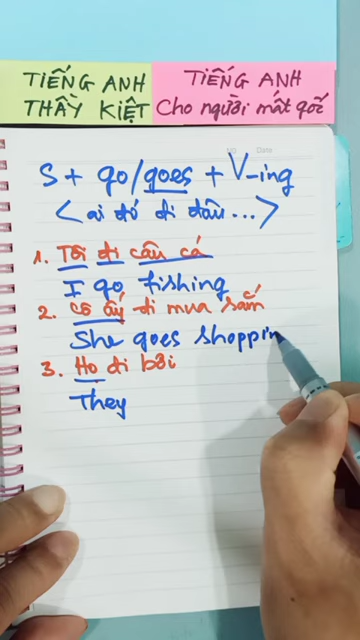 TIẾNG ANH
THẦY KIỆT
TIẾNG ANH
Cho người mất gốc
No Date
S + go/goes + V-ing
< ai đó đi đâu... >
1. Tôi đi câu cá
I go fishing
2. Cô ấy đi mua sắm
She goes shoppin
3. Họ đi bơi
They